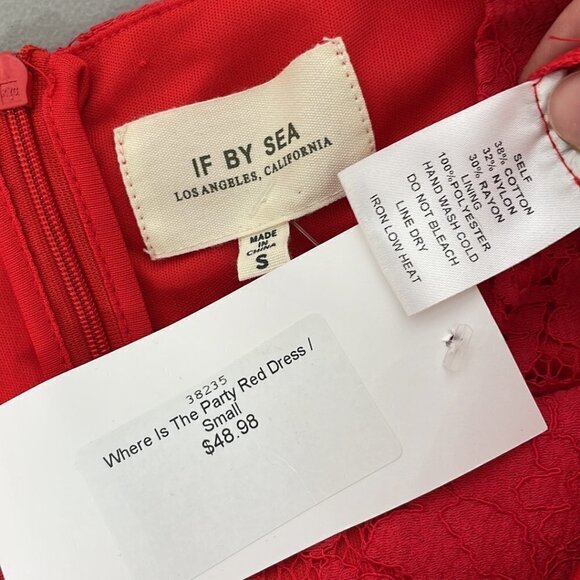 IF BY SEA
LOS ANGELES, CALIFORNIA
MADE
IN
CHINA
S
SELF
38% COTTON
32% NYLON
30% RAYON
LINING
100%POLYESTER
HAND WASH COLD
DO NOT BLEACH
LINE DRY
IRON LOW HEAT
38235
Where Is The Party Red Dress /
Small
$48.98